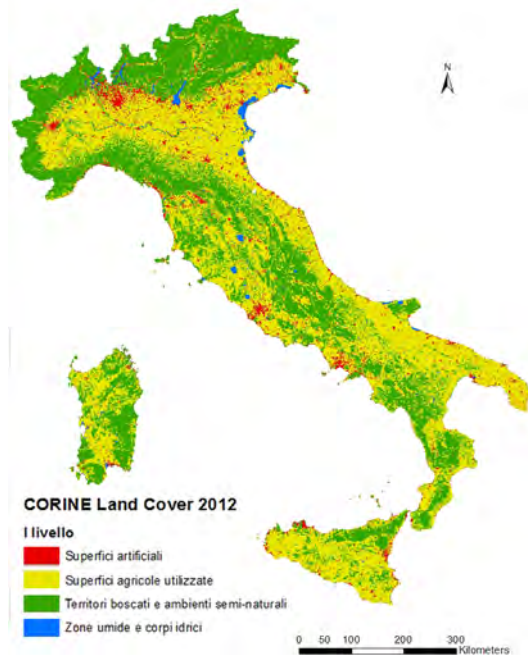 N
CORINE Land Cover 2012
I livello
Superfici artificiali
Superfici agricole utilizzate
Territori boscati e ambienti semi-naturali
Zone umide e corpi idrici
0 50 100 200 300
Kilometers